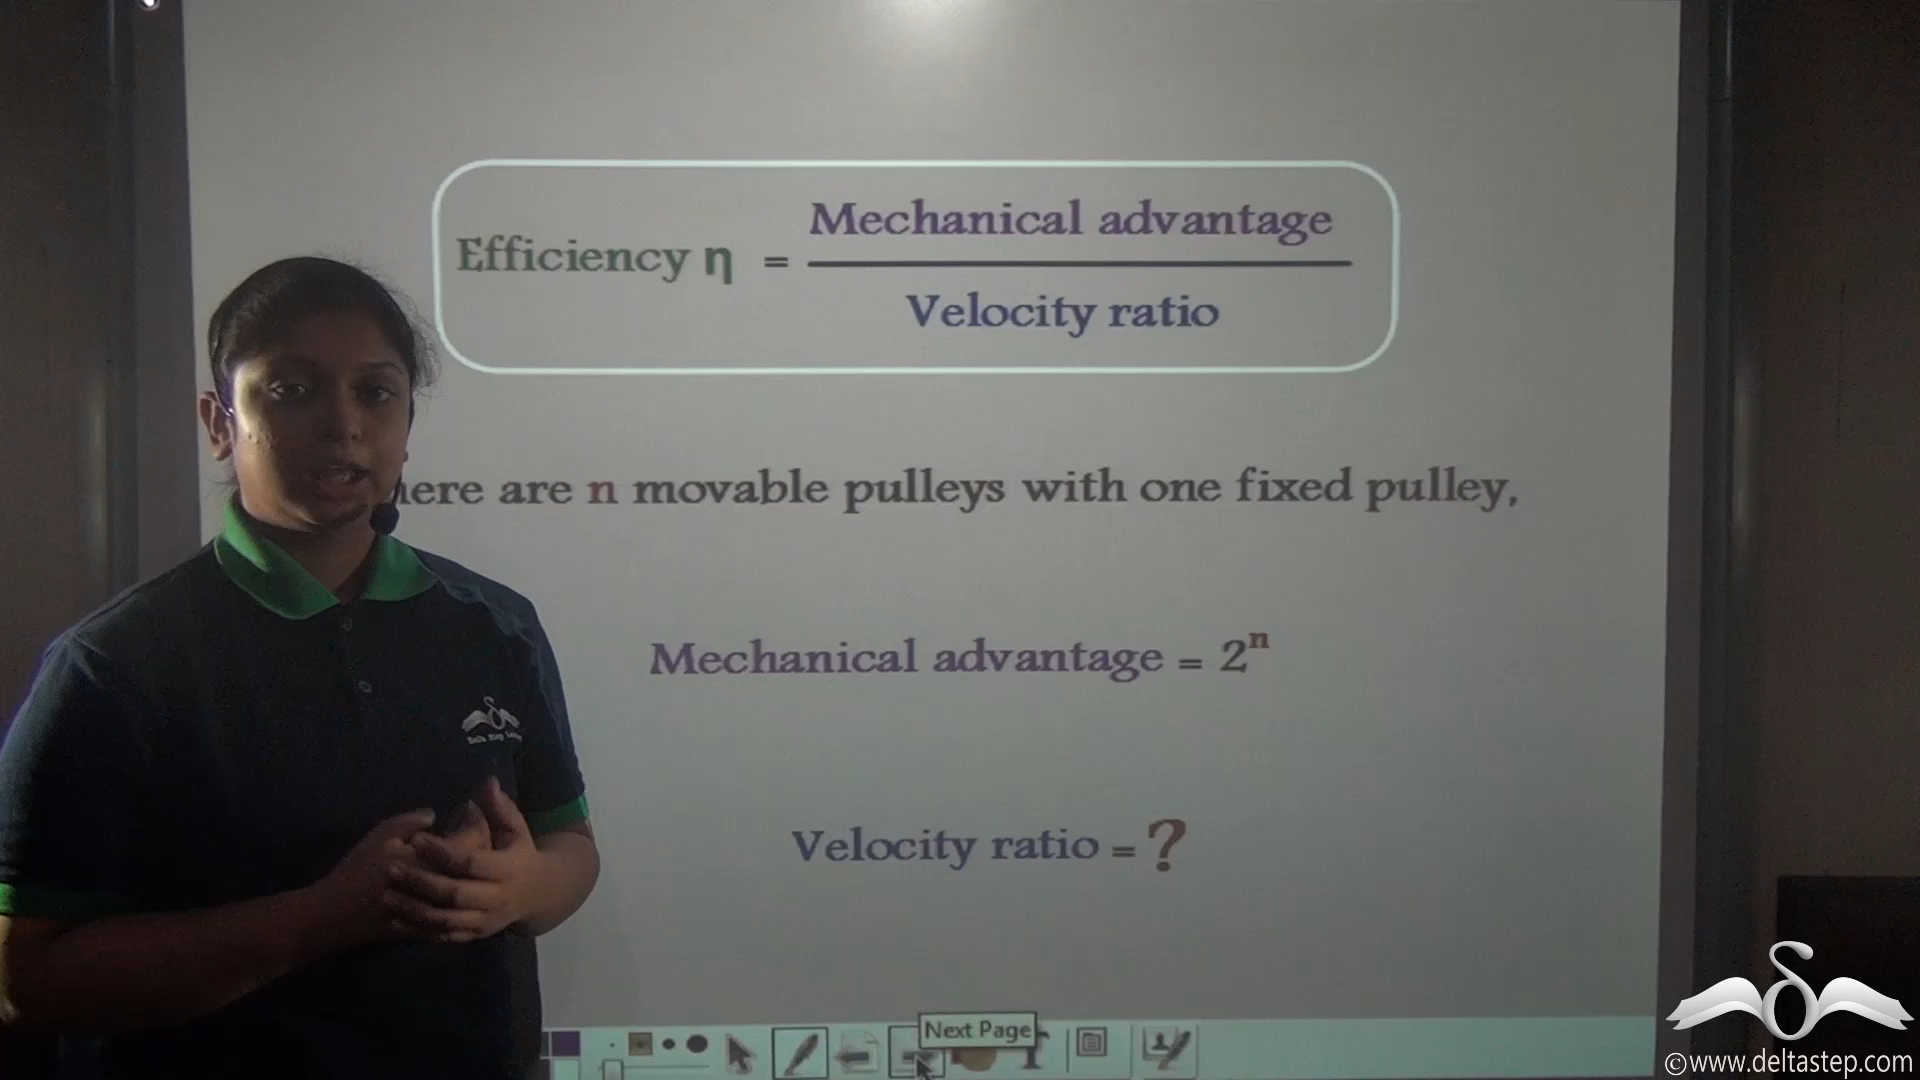 Efficiency η = Mechanical advantage
Velocity ratio
here are n movable pulleys with one fixed pulley,
Mechanical advantage = 2ⁿ
Velocity ratio = ?
Next Page
©www.deltastep.com